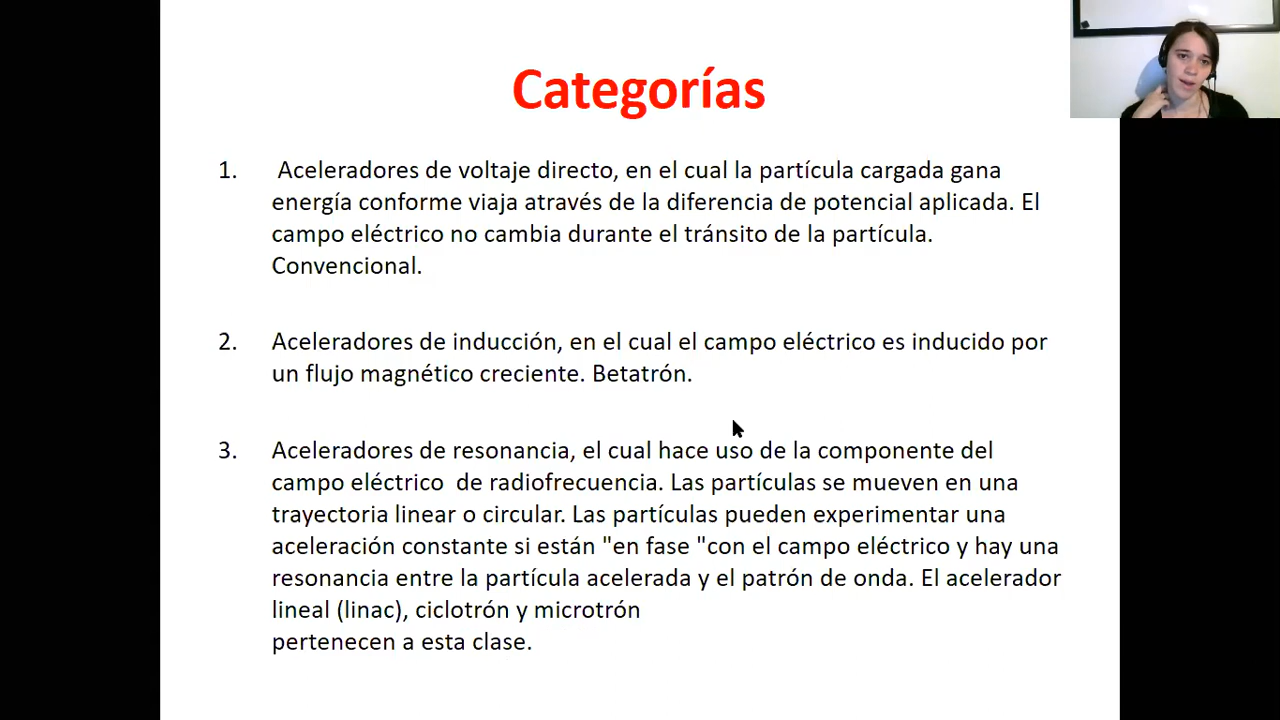 Categorías
1. Aceleradores de voltaje directo, en el cual la partícula cargada gana
energía conforme viaja através de la diferencia de potencial aplicada. El
campo eléctrico no cambia durante el tránsito de la partícula.
Convencional.
2. Aceleradores de inducción, en el cual el campo eléctrico es inducido por
un flujo magnético creciente. Betatrón.
3. Aceleradores de resonancia, el cual hace uso de la componente del
campo eléctrico  de radiofrecuencia. Las partículas se mueven en una
trayectoria linear o circular. Las partículas pueden experimentar una
aceleración constante si están "en fase "con el campo eléctrico y hay una
resonancia entre la partícula acelerada y el patrón de onda. El acelerador
lineal (linac), ciclotrón y microtrón
pertenecen a esta clase.